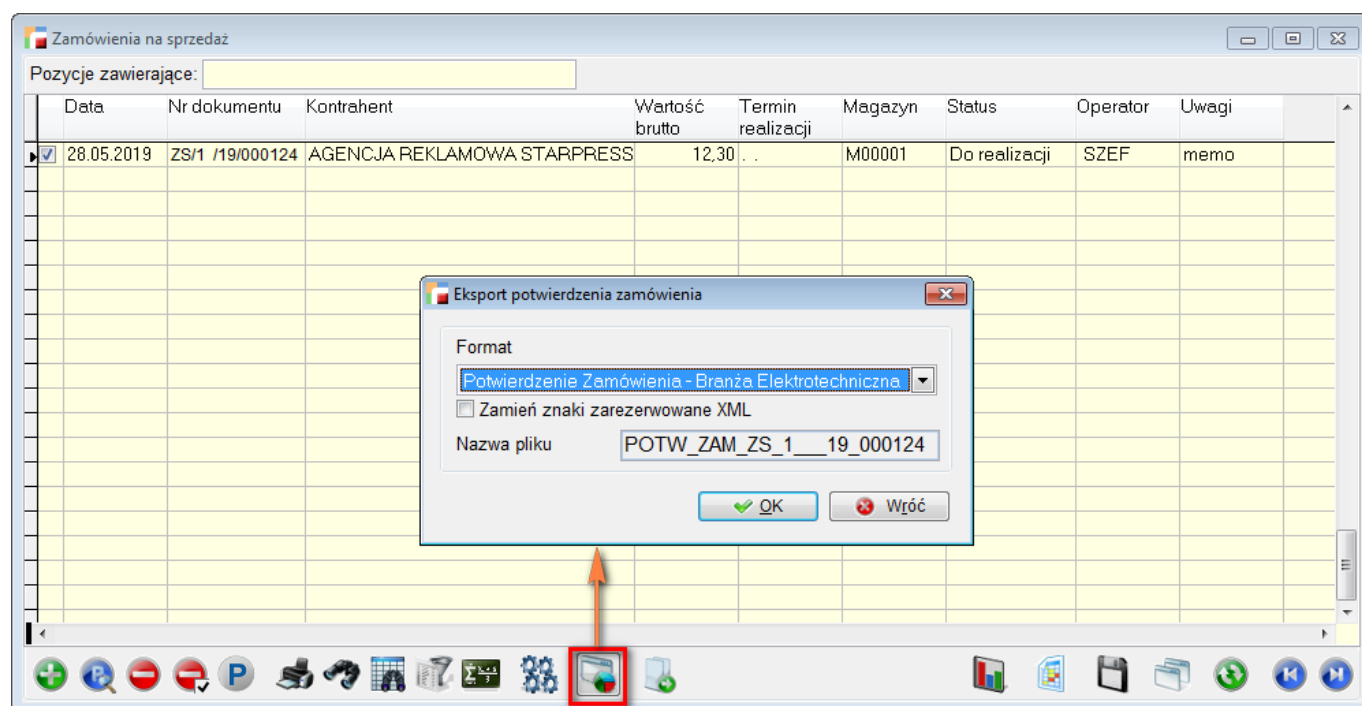 Zamówienia na sprzedaż
Pozycje zawierające:
Data Nr dokumentu Kontrahent Wartość brutto Termin realizacji Magazyn Status Operator Uwagi
28.05.2019 ZS/1 /19/000124 AGENCJA REKLAMOWA STARPRESS 12,30 . . M00001 Do realizacji SZEF memo
Eksport potwierdzenia zamówienia
Format
Potwierdzenie Zamówienia - Branża Elektrotechniczna
Zamień znaki zarezerwowane XML
Nazwa pliku POTW_ZAM_ZS_1___19_000124
OK Wróć
P